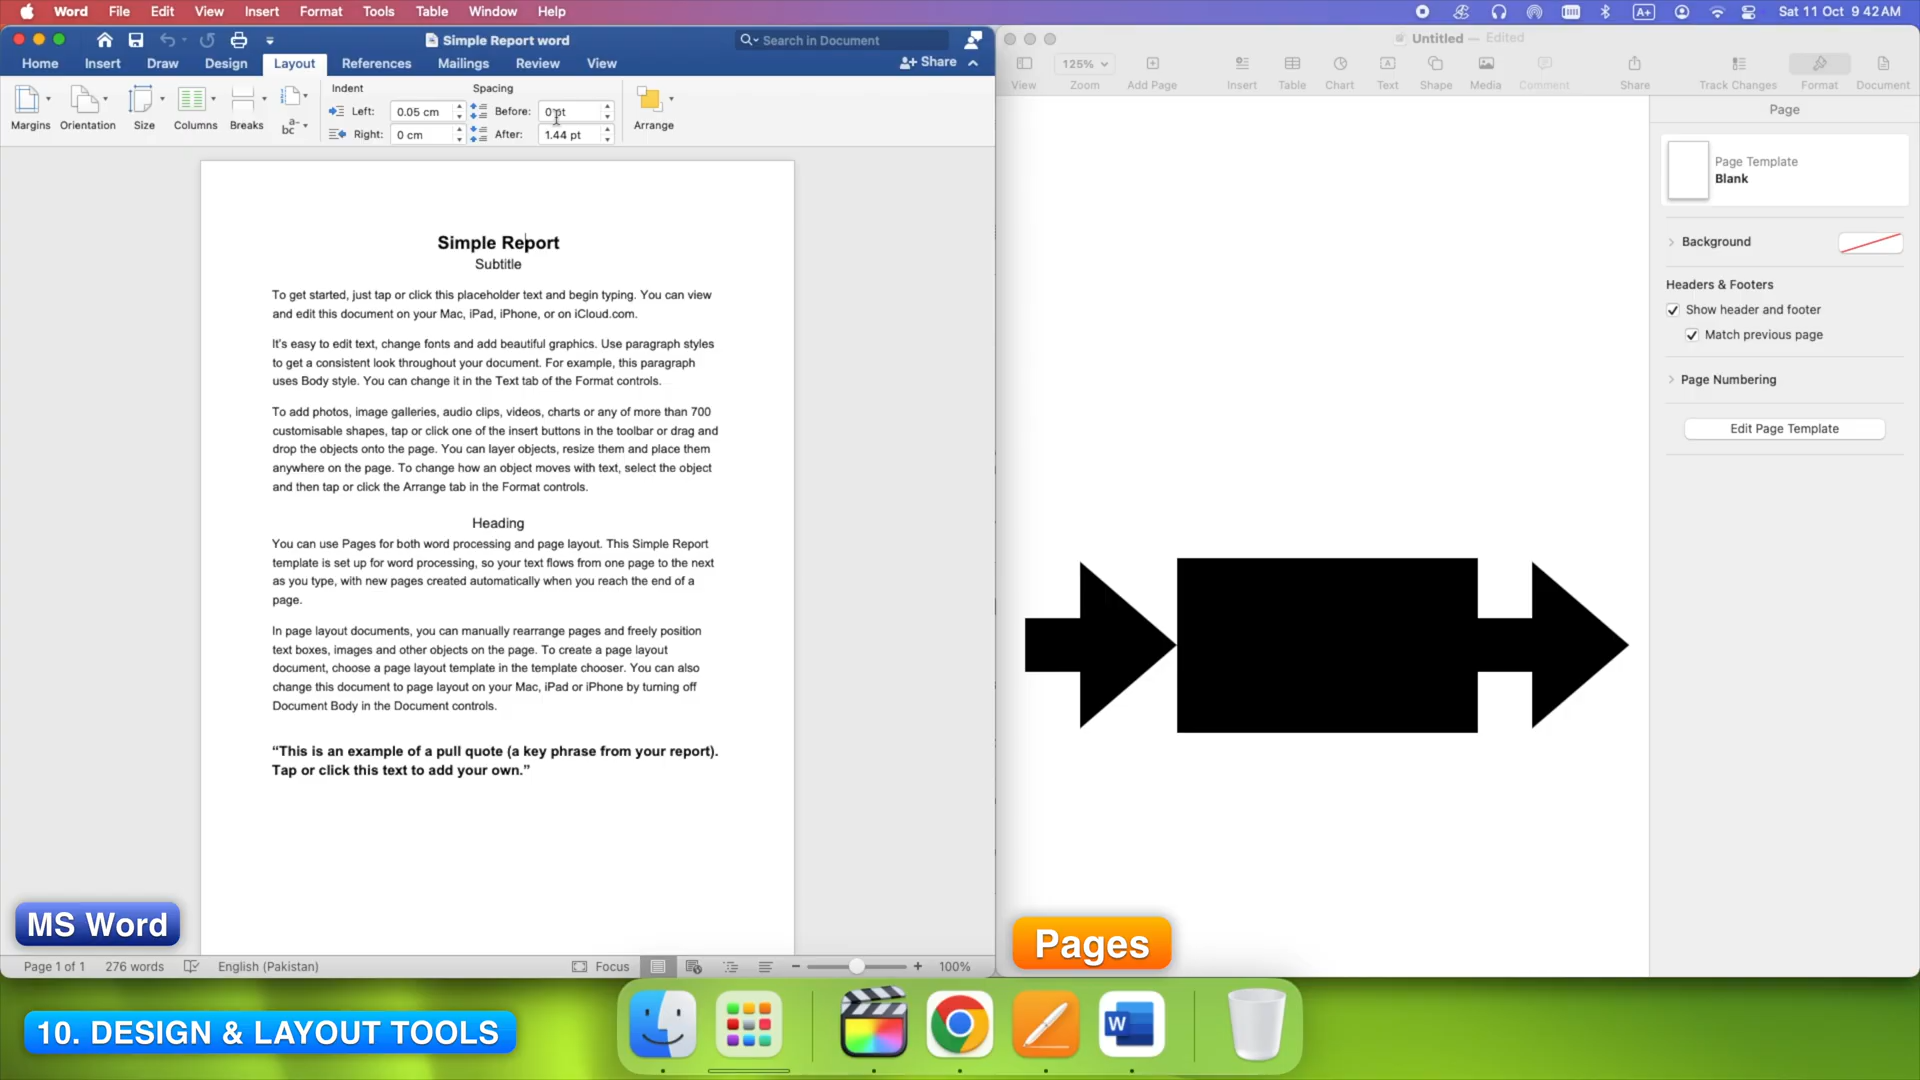 Word File Edit View Insert Format Tools Table Window Help
A+ Sat 11 Oct 9 42 AM
Simple Report word
Search in Document
Home Insert Draw Design Layout References Mailings Review View
Share
Margins
Orientation
Size
Columns
Breaks
bc a-
Indent
Left: 0.05 cm
Right: 0 cm
Spacing
Before: 0 pt
After: 1.44 pt
Arrange
Simple Report
Subtitle
To get started, just tap or click this placeholder text and begin typing. You can view
and edit this document on your Mac, iPad, iPhone, or on iCloud.com.
It's easy to edit text, change fonts and add beautiful graphics. Use paragraph styles
to get a consistent look throughout your document. For example, this paragraph
uses Body style. You can change it in the Text tab of the Format controls.
To add photos, image galleries, audio clips, videos, charts or any of more than 700
customisable shapes, tap or click one of the insert buttons in the toolbar or drag and
drop the objects onto the page. You can layer objects, resize them and place them
anywhere on the page. To change how an object moves with text, select the object
and then tap or click the Arrange tab in the Format controls.
Heading
You can use Pages for both word processing and page layout. This Simple Report
template is set up for word processing, so your text flows from one page to the next
as you type, with new pages created automatically when you reach the end of a
page.
In page layout documents, you can manually rearrange pages and freely position
text boxes, images and other objects on the page. To create a page layout
document, choose a page layout template in the template chooser. You can also
change this document to page layout on your Mac, iPad or iPhone by turning off
Document Body in the Document controls.
“This is an example of a pull quote (a key phrase from your report).
Tap or click this text to add your own.”
MS Word
Page 1 of 1 276 words English (Pakistan) Focus 100%
Untitled — Edited
125%
View Zoom Add Page Insert Table Chart Text Shape Media Comment Share Track Changes Format Document
Page
Page Template
Blank
Background
Headers & Footers
Show header and footer
Match previous page
Page Numbering
Edit Page Template
Pages
10. DESIGN & LAYOUT TOOLS
W